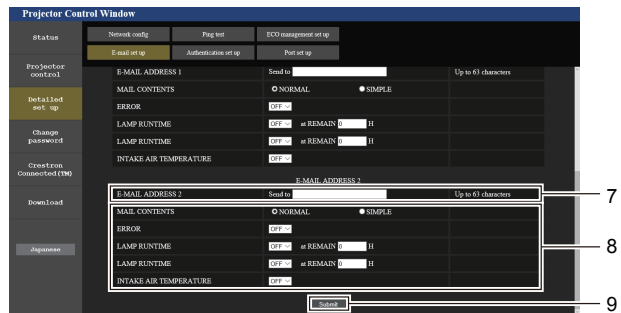 Projector Control Window
Status
Network config Ping test ECO management set up
E-mail set up Authentication set up Port set up
Projector control
E-MAIL ADDRESS 1 Send to Up to 63 characters
MAIL CONTENTS NORMAL SIMPLE
Detailed set up
ERROR OFF
LAMP RUNTIME OFF at REMAIN 0 H
Change password
LAMP RUNTIME OFF at REMAIN 0 H
INTAKE AIR TEMPERATURE OFF
Crestron Connected(TM)
E-MAIL ADDRESS 2
E-MAIL ADDRESS 2 Send to Up to 63 characters 7
Download
MAIL CONTENTS NORMAL SIMPLE
ERROR OFF
LAMP RUNTIME OFF at REMAIN 0 H 8
Japanese
LAMP RUNTIME OFF at REMAIN 0 H
INTAKE AIR TEMPERATURE OFF
Submit 9